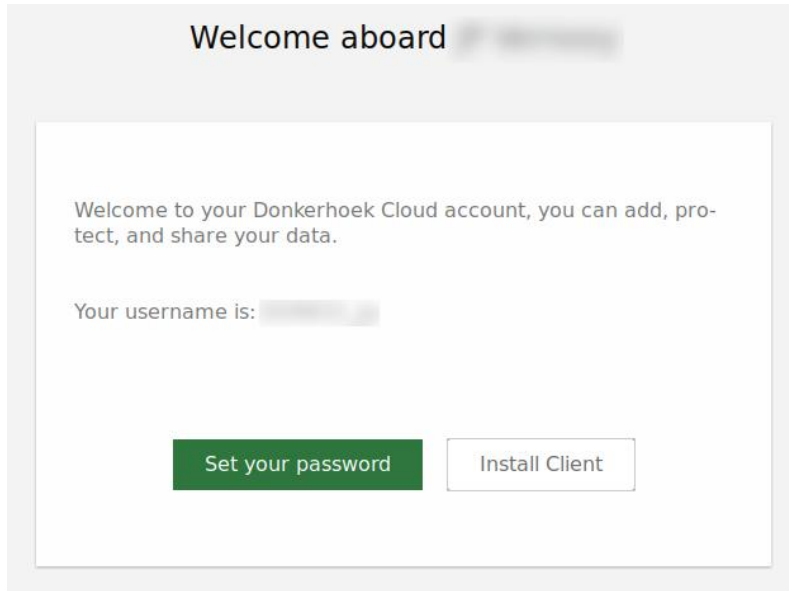 Welcome aboard
Welcome to your Donkerhoek Cloud account, you can add, pro-
tect, and share your data.
Your username is:
Set your password
Install Client